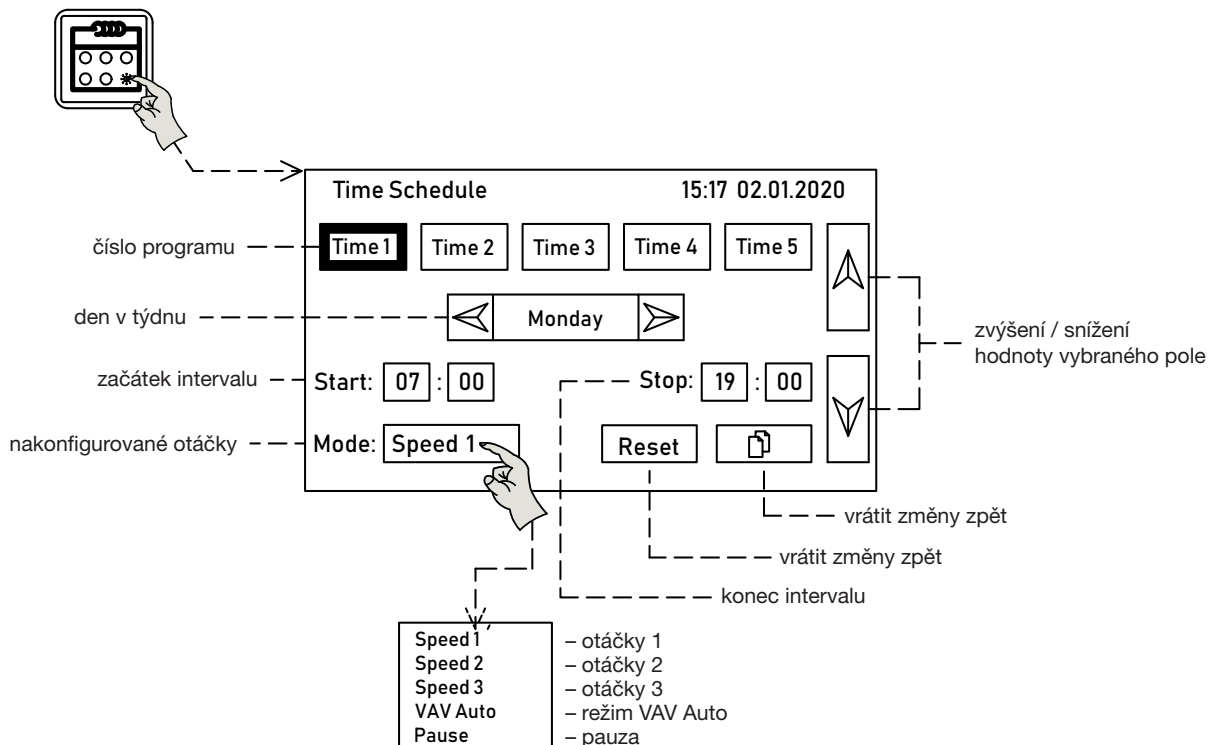 Time Schedule 15:17 02.01.2020
číslo programu Time 1 Time 2 Time 3 Time 4 Time 5
den v týdnu Monday
zvýšení / snížení
hodnoty vybraného pole
začátek intervalu Start: 07 : 00 Stop: 19 : 00
nakonfigurované otáčky Mode: Speed 1 Reset
vrátit změny zpět
vrátit změny zpět
konec intervalu
Speed 1 – otáčky 1
Speed 2 – otáčky 2
Speed 3 – otáčky 3
VAV Auto – režim VAV Auto
Pause – pauza